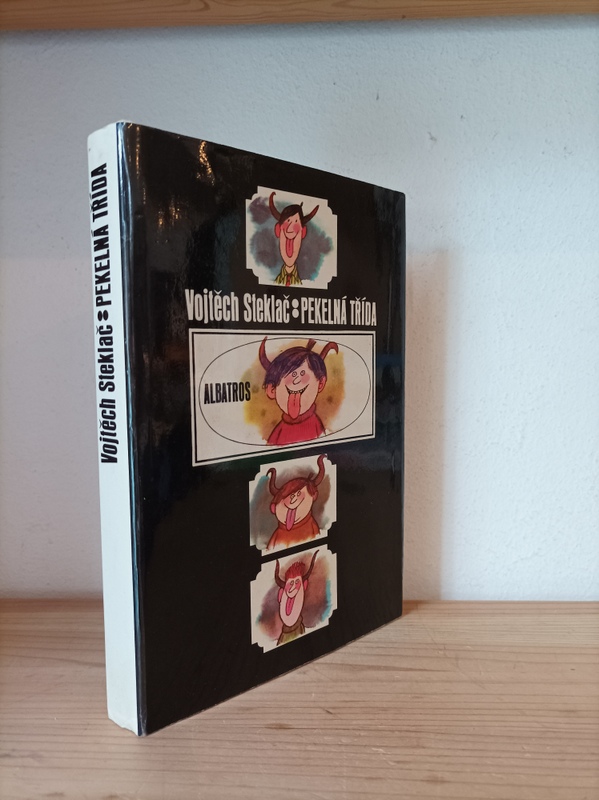 Vojtěch Steklač: PEKELNÁ TŘÍDA
Vojtěch Steklač: PEKELNÁ TŘÍDA
ALBATROS